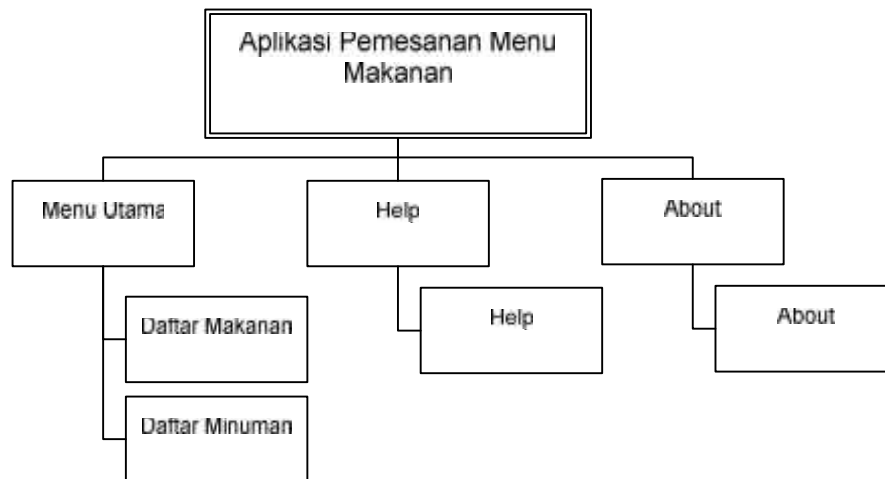 Aplikasi Pemesanan Menu
Makanan
Menu Utama
Help
About
Daftar Makanan
Help
About
Daftar Minuman